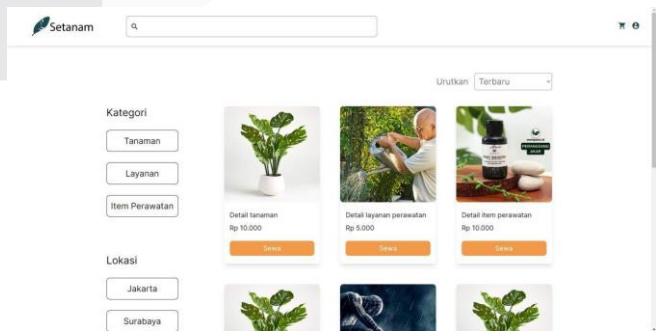 Setanam
Urutkan Terbaru
Kategori
Tanaman
Layanan
Item Perawatan
Lokasi
Jakarta
Surabaya
Detail tanaman
Rp 10.000
Sewa
Detail layanan perawatan
Rp 5.000
Sewa
Detail item perawatan
Rp 10.000
Sewa